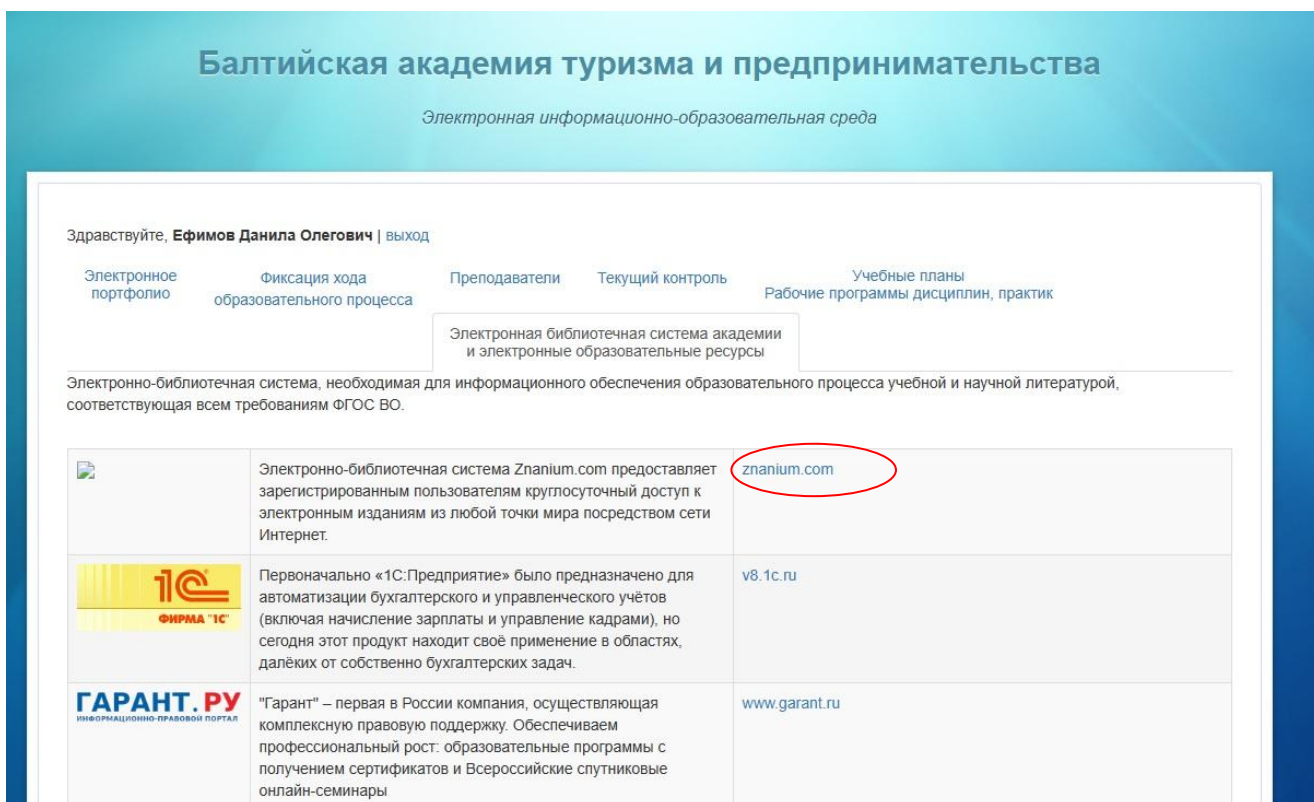 Балтийская академия туризма и предпринимательства
Электронная информационно-образовательная среда
Здравствуйте, Ефимов Данила Олегович | выход
Электронное
портфолио
Фиксация хода
образовательного процесса
Преподаватели
Текущий контроль
Учебные планы
Рабочие программы дисциплин, практик
Электронная библиотечная система академии
и электронные образовательные ресурсы
Электронно-библиотечная система, необходимая для информационного обеспечения образовательного процесса учебной и научной литературой,
соответствующая всем требованиям ФГОС ВО.
Электронно-библиотечная система Znanium.com предоставляет
зарегистрированным пользователям круглосуточный доступ к
электронным изданиям из любой точки мира посредством сети
Интернет.
znanium.com
1С
ФИРМА "1С"
Первоначально «1С:Предприятие» было предназначено для
автоматизации бухгалтерского и управленческого учётов
(включая начисление зарплаты и управление кадрами), но
сегодня этот продукт находит своё применение в областях,
далёких от собственно бухгалтерских задач.
v8.1c.ru
ГАРАНТ.РУ
ИНФОРМАЦИОННО-ПРАВОВОЙ ПОРТАЛ
"Гарант" – первая в России компания, осуществляющая
комплексную правовую поддержку. Обеспечиваем
профессиональный рост: образовательные программы с
получением сертификатов и Всероссийские спутниковые
онлайн-семинары
www.garant.ru